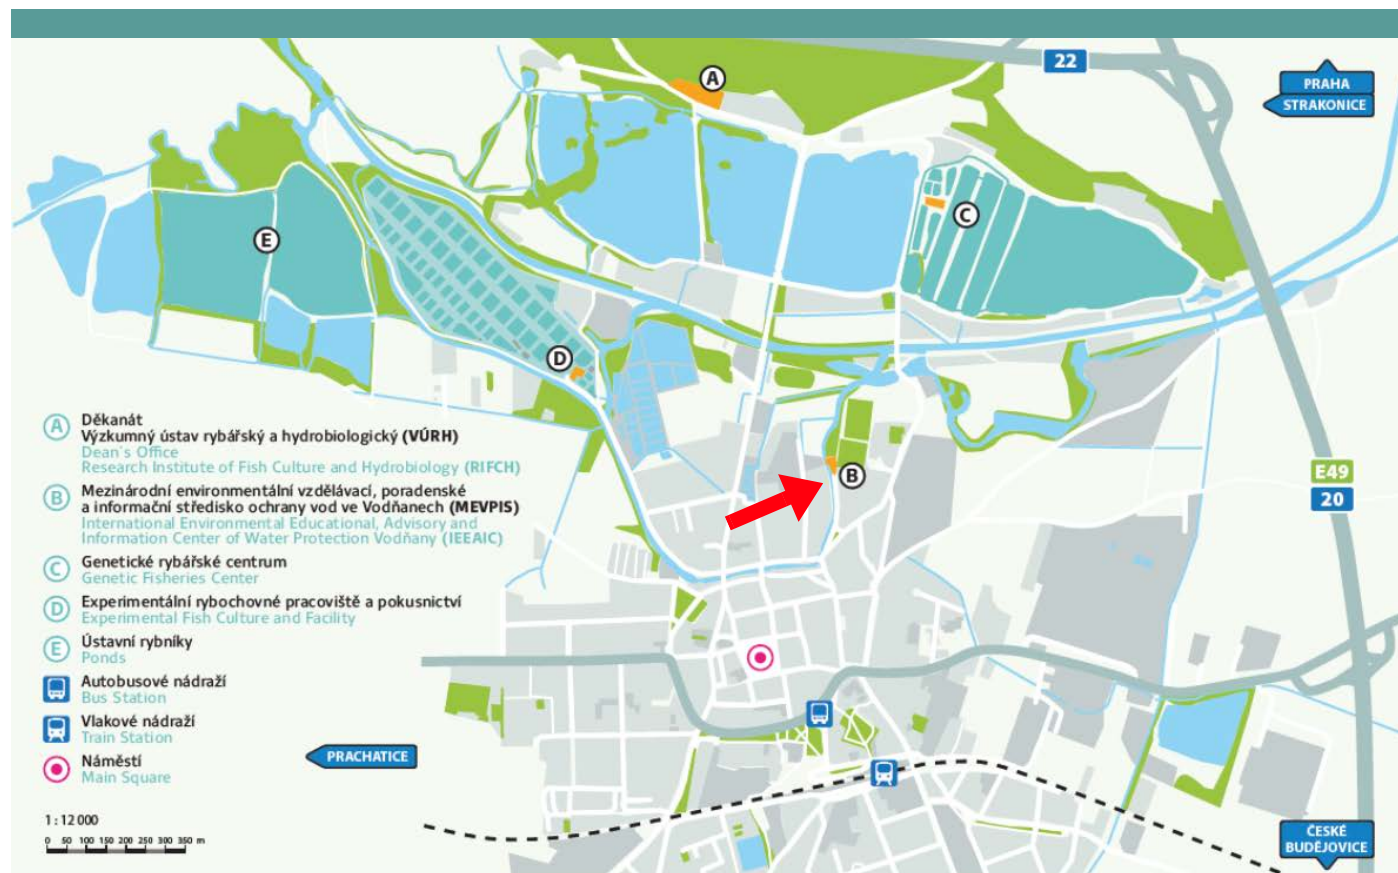 22
PRAHA
STRAKONICE
A
C
E
D
B
E49
20
A Děkanát
Výzkumný ústav rybářský a hydrobiologický (VÚRH)
Dean´s Office
Research Institute of Fish Culture and Hydrobiology (RIFCH)
B Mezinárodní environmentální vzdělávací, poradenské
a informační středisko ochrany vod ve Vodňanech (MEVPIS)
International Environmental Educational, Advisory and
Information Center of Water Protection Vodňany (IEEAIC)
C Genetické rybářské centrum
Genetic Fisheries Center
D Experimentální rybochovné pracoviště a pokusnictví
Experimental Fish Culture and Facility
E Ústavní rybníky
Ponds
Autobusové nádraží
Bus Station
Vlakové nádraží
Train Station
Náměstí
Main Square
PRACHATICE
1 : 12 000
0 50 100 150 200 250 300 350 m
ČESKÉ
BUDĚJOVICE